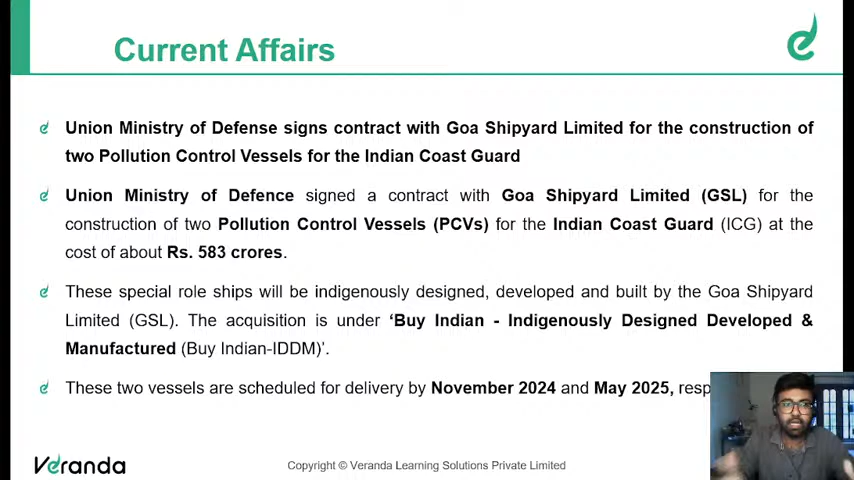 Current Affairs
Union Ministry of Defense signs contract with Goa Shipyard Limited for the construction of
two Pollution Control Vessels for the Indian Coast Guard
Union Ministry of Defence signed a contract with Goa Shipyard Limited (GSL) for the
construction of two Pollution Control Vessels (PCVs) for the Indian Coast Guard (ICG) at the
cost of about Rs. 583 crores.
These special role ships will be indigenously designed, developed and built by the Goa Shipyard
Limited (GSL). The acquisition is under ‘Buy Indian - Indigenously Designed Developed &
Manufactured (Buy Indian-IDDM)’.
These two vessels are scheduled for delivery by November 2024 and May 2025,
Veranda
Copyright © Veranda Learning Solutions Private Limited